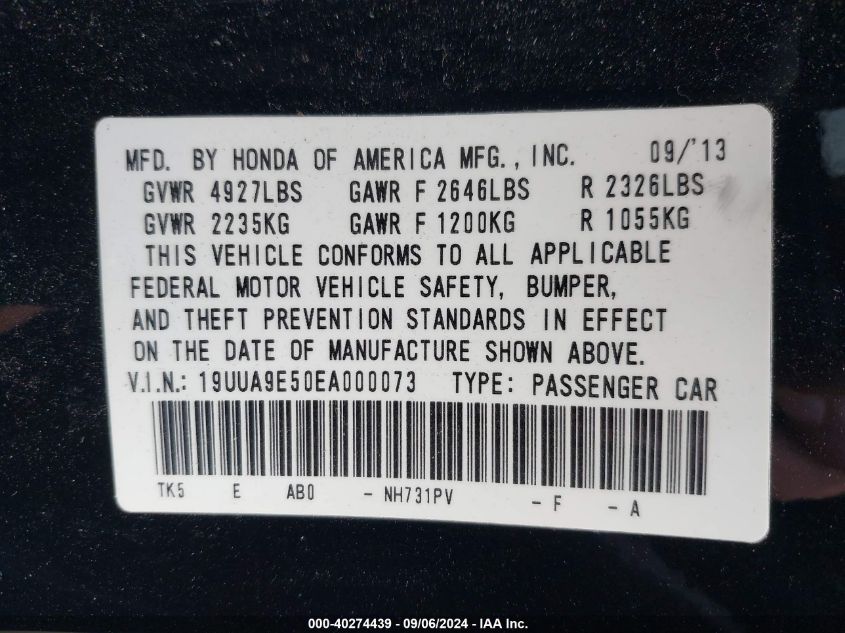 MFD. BY HONDA OF AMERICA MFG., INC. 09/'13
GVWR 4927LBS GAWR F 2646LBS R 2326LBS
GVWR 2235KG GAWR F 1200KG R 1055KG
THIS VEHICLE CONFORMS TO ALL APPLICABLE
FEDERAL MOTOR VEHICLE SAFETY, BUMPER,
AND THEFT PREVENTION STANDARDS IN EFFECT
ON THE DATE OF MANUFACTURE SHOWN ABOVE.
V.I.N.: 19UUA9E50EA000073 TYPE: PASSENGER CAR
TK5 E AB0 - NH731PV - F - A
000-40274439 - 09/06/2024 - IAA Inc.